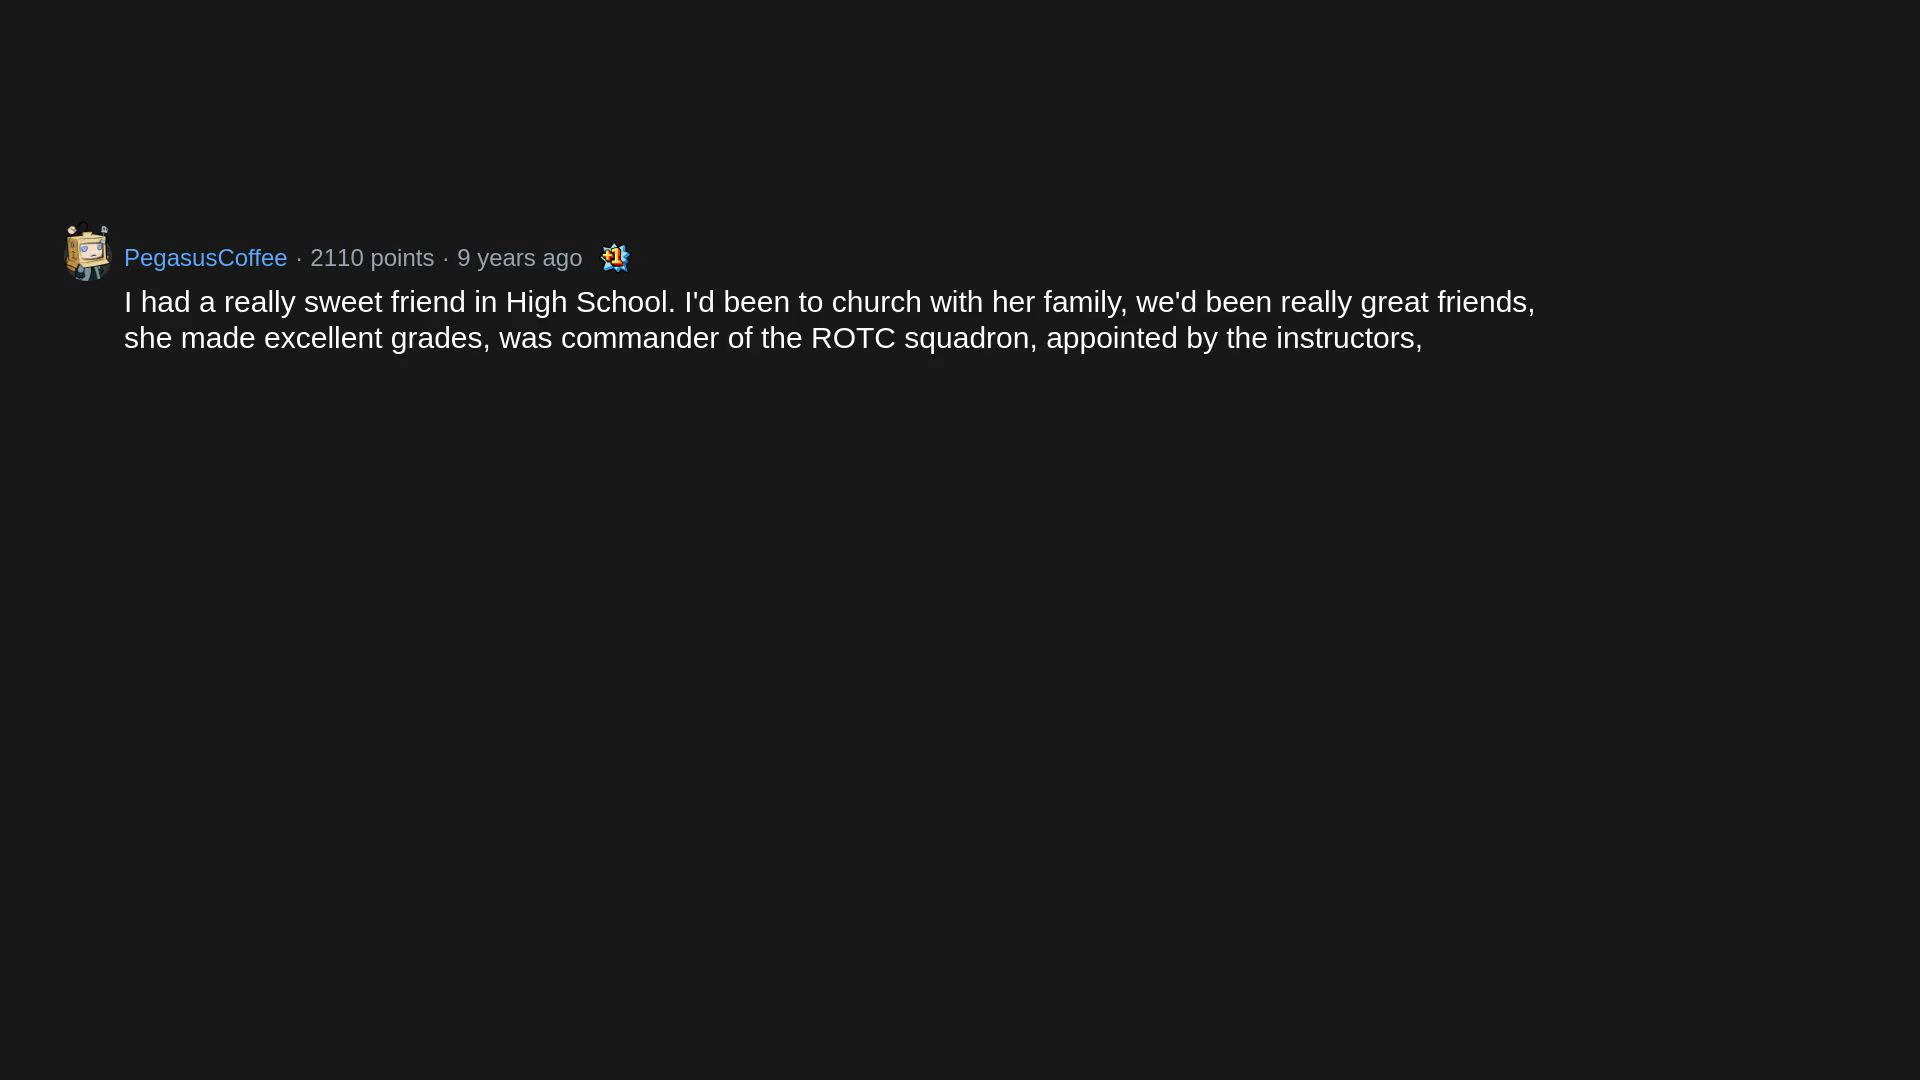 PegasusCoffee · 2110 points · 9 years ago +1
I had a really sweet friend in High School. I'd been to church with her family, we'd been really great friends,
she made excellent grades, was commander of the ROTC squadron, appointed by the instructors,